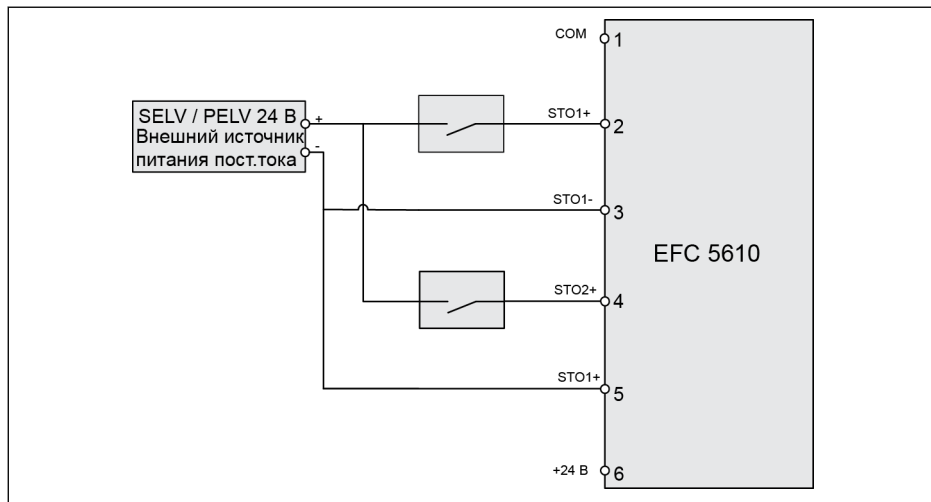 COM
1
SELV / PELV 24 В
Внешний источник
питания пост.тока
+
-
STO1+
2
STO1-
3
EFC 5610
STO2+
4
STO1+
5
+24 В
6